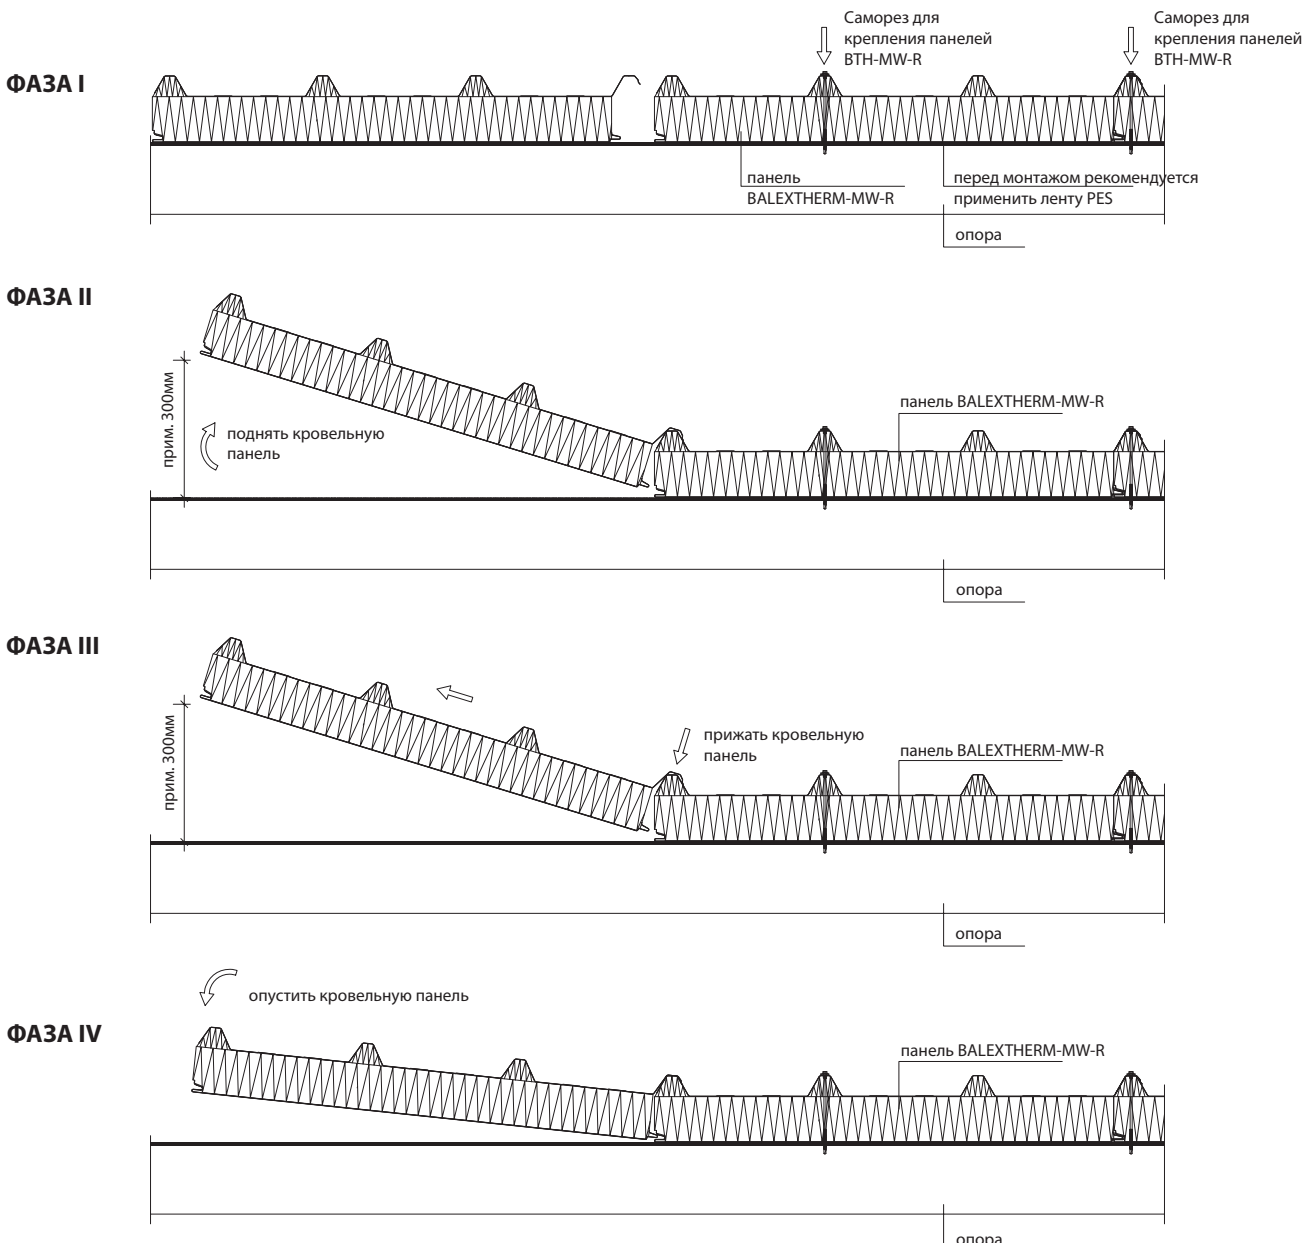 Саморез для
крепления панелей
BTH-MW-R
Саморез для
крепления панелей
BTH-MW-R
ФАЗА I
панель
BALEXTHERM-MW-R
перед монтажом рекомендуется
применить ленту PES
опора
ФАЗА II
прим. 300мм
поднять кровельную
панель
панель BALEXTHERM-MW-R
опора
ФАЗА III
прим. 300мм
прижать кровельную
панель
панель BALEXTHERM-MW-R
опора
опустить кровельную панель
ФАЗА IV
панель BALEXTHERM-MW-R
опора